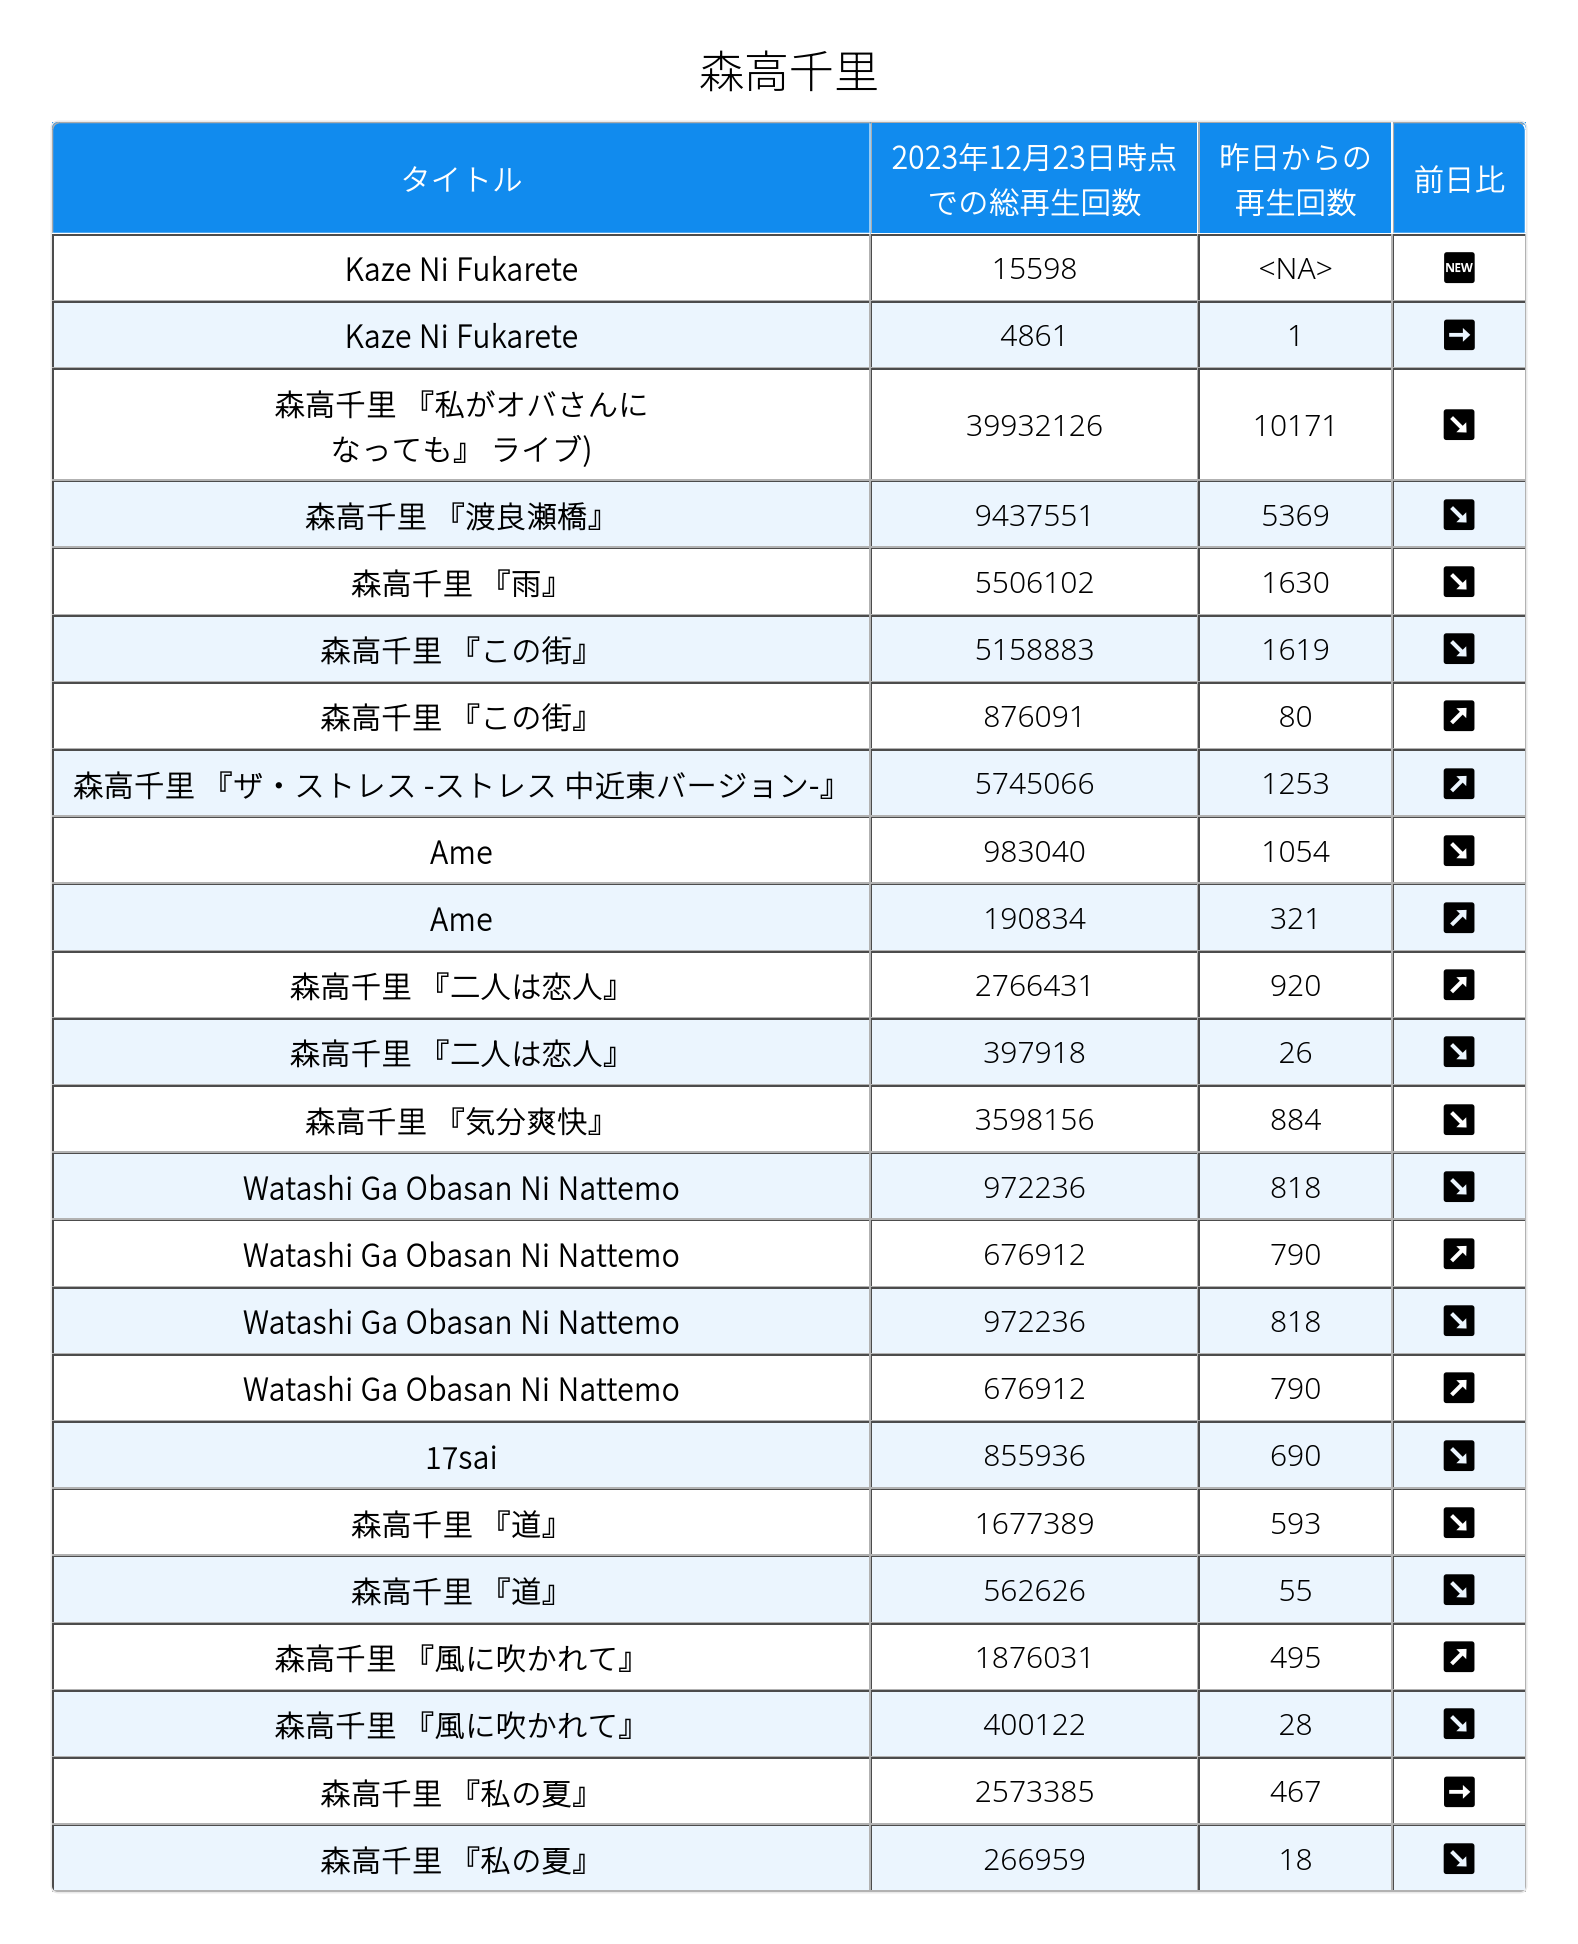 森高千里
タイトル 2023年12月23日時点 昨日からの 前日比
での総再生回数 再生回数
Kaze Ni Fukarete 15598 <NA> NEW
Kaze Ni Fukarete 4861 1 ➡
森高千里 『私がオバさんに
なっても』 ライブ) 39932126 10171 ↘
森高千里 『渡良瀬橋』 9437551 5369 ↘
森高千里 『雨』 5506102 1630 ↘
森高千里 『この街』 5158883 1619 ↘
森高千里 『この街』 876091 80 ↗
森高千里 『ザ・ストレス -ストレス 中近東バージョン-』 5745066 1253 ↗
Ame 983040 1054 ↘
Ame 190834 321 ↗
森高千里 『二人は恋人』 2766431 920 ↗
森高千里 『二人は恋人』 397918 26 ↘
森高千里 『気分爽快』 3598156 884 ↘
Watashi Ga Obasan Ni Nattemo 972236 818 ↘
Watashi Ga Obasan Ni Nattemo 676912 790 ↗
Watashi Ga Obasan Ni Nattemo 972236 818 ↘
Watashi Ga Obasan Ni Nattemo 676912 790 ↗
17sai 855936 690 ↘
森高千里 『道』 1677389 593 ↘
森高千里 『道』 562626 55 ↘
森高千里 『風に吹かれて』 1876031 495 ↗
森高千里 『風に吹かれて』 400122 28 ↘
森高千里 『私の夏』 2573385 467 ➡
森高千里 『私の夏』 266959 18 ↘